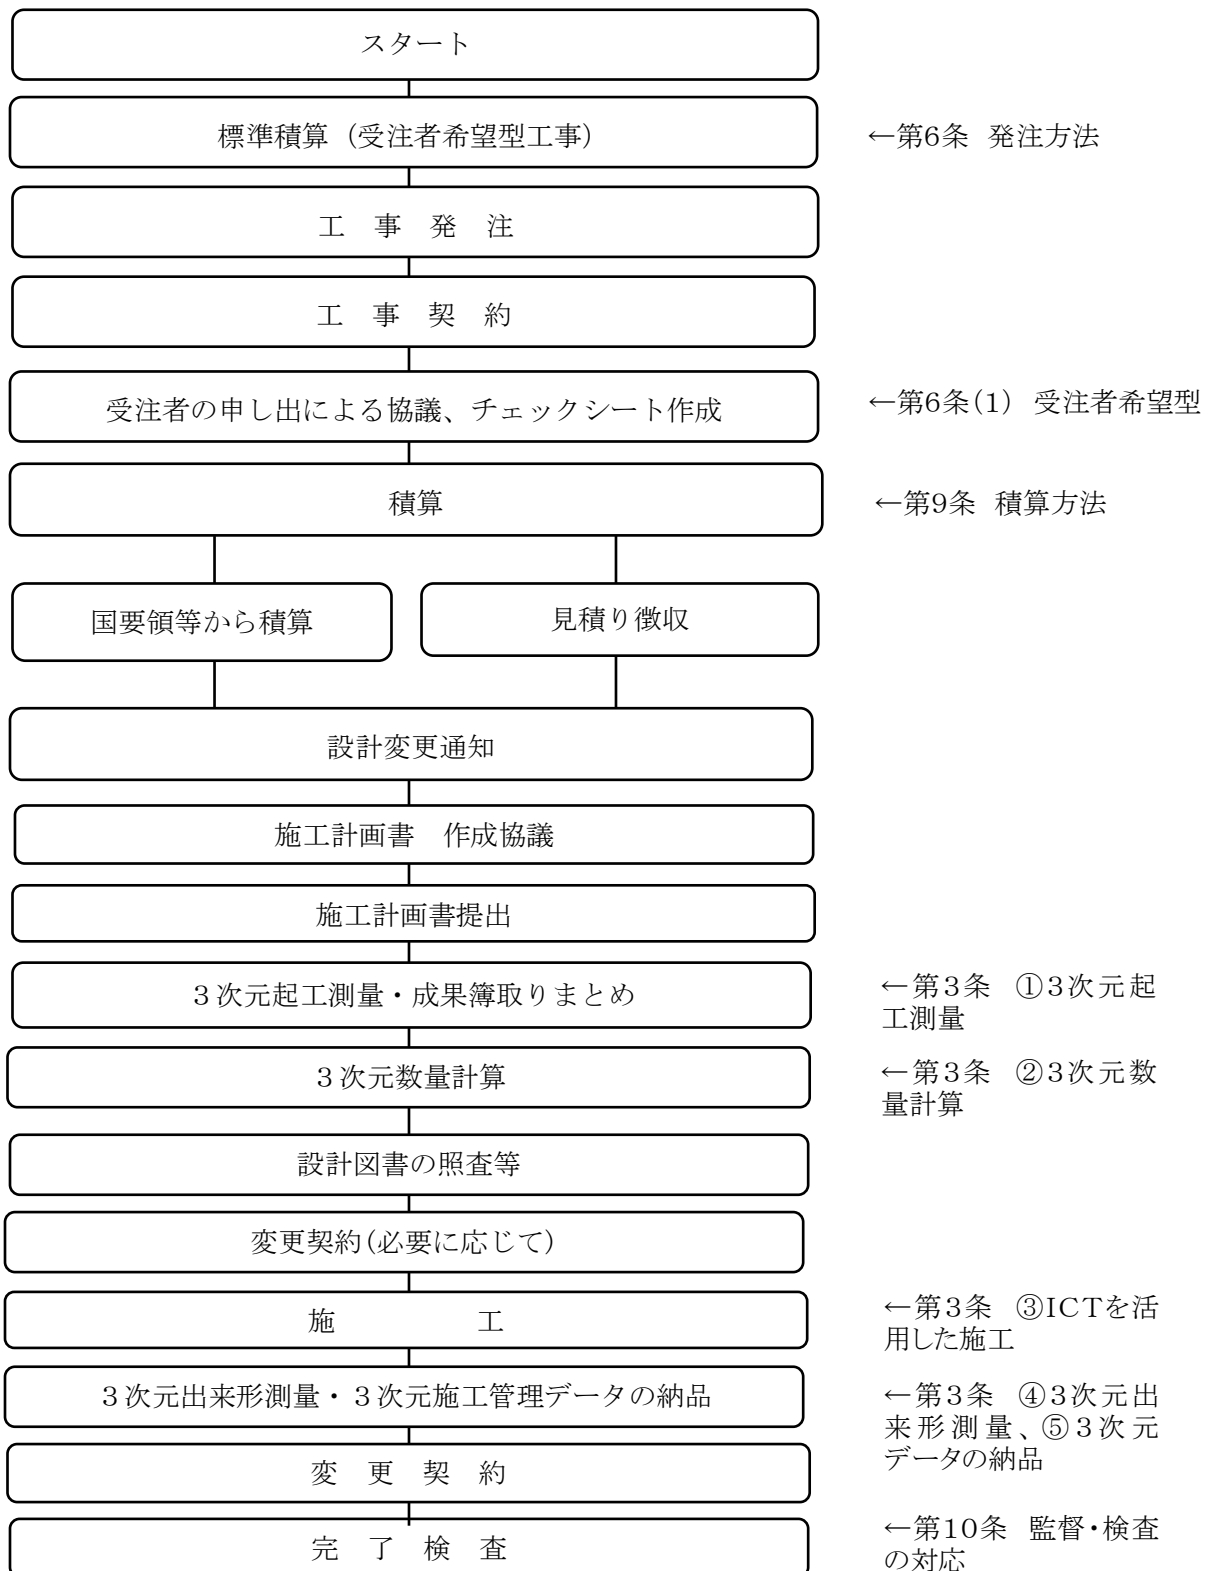 スタート
標準積算（受注者希望型工事）
←第6条 発注方法
工 事 発 注
工 事 契 約
受注者の申し出による協議、チェックシート作成
←第6条（1） 受注者希望型
積算
←第9条 積算方法
国要領等から積算
見積り徴収
設計変更通知
施工計画書 作成協議
施工計画書提出
３次元起工測量・成果簿取りまとめ
←第３条 ①３次元起
工測量
３次元数量計算
←第３条 ②３次元数
量計算
設計図書の照査等
変更契約（必要に応じて）
施 工
←第３条 ③ICTを活
用した施工
３次元出来形測量・３次元施工管理データの納品
←第３条 ④３次元出
来形測量、⑤３次元
データの納品
変 更 契 約
完 了 検 査
←第10条 監督・検査
の対応